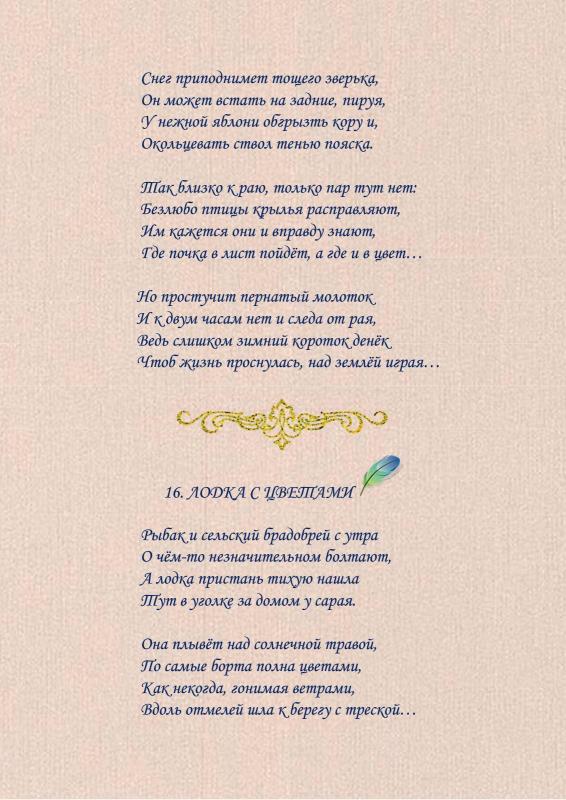 Снег приподнимет тощего зверька,
Он может встать на задние, пируя,
У нежной яблони обгрызть кору и,
Окольцевать ствол тенью пояска.
Так близко к раю, только пар тут нет:
Безлюбо птицы крылья расправляют,
Им кажется они и вправду знают,
Где почка в лист пойдёт, а где и в цвет…
Но простучит пернатый молоток
И к двум часам нет и следа от рая,
Ведь слишком зимний короток денёк
Чтоб жизнь проснулась, над землёй играя…
16. ЛОДКА С ЦВЕТАМИ
Рыбак и сельский брадобрей с утра
О чём-то незначительном болтают,
А лодка пристань тихую нашла
Тут в уголке за домом у сарая.
Она плывёт над солнечной травой,
По самые борта полна цветами,
Как некогда, гонимая ветрами,
Вдоль отмелей шла к берегу с треской…